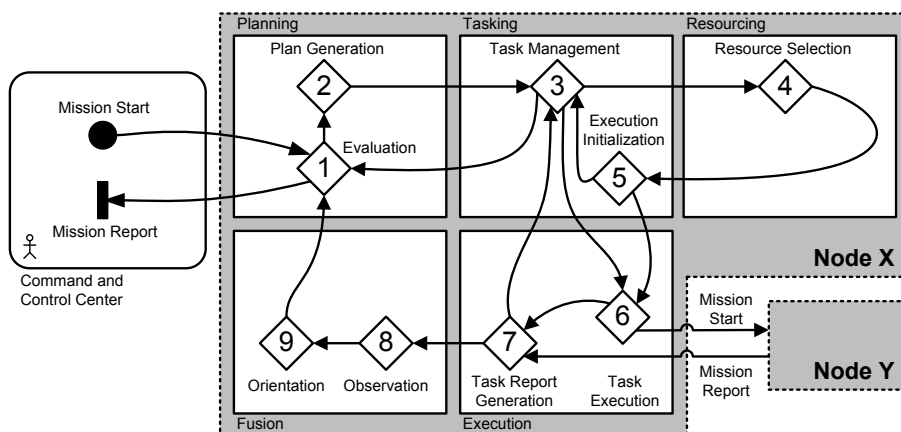 Planning
Tasking
Resourcing
Plan Generation
2
Task Management
3
Resource Selection
4
Mission Start
Evaluation
1
Execution
Initialization
5
Mission Report
Command and
Control Center
Node X
9
Orientation
8
Observation
7
Task Report
Generation
6
Task
Execution
Mission
Start
Mission
Report
Node Y
Fusion
Execution